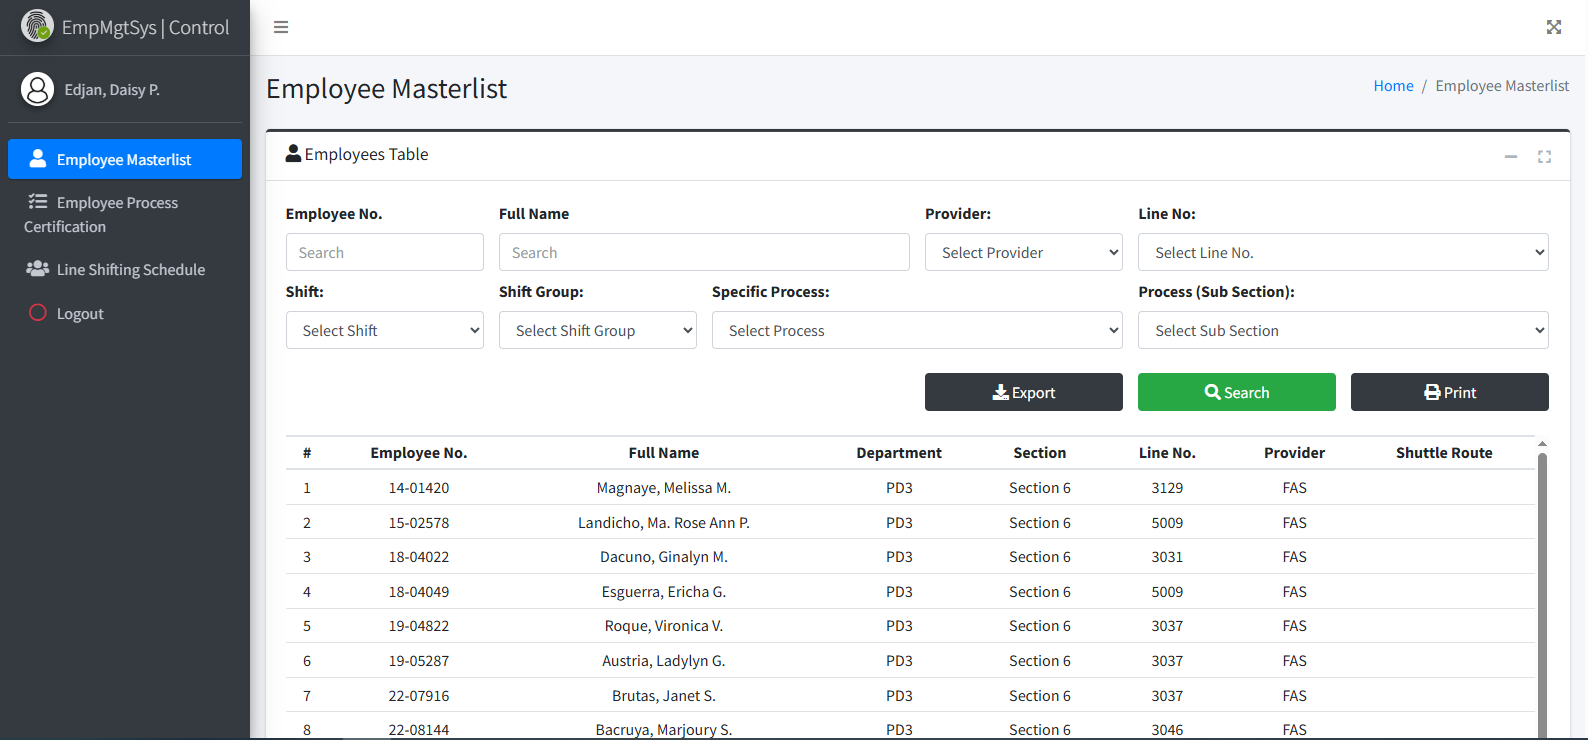 EmpMgtSys | Control
Edjan, Daisy P.
Employee Masterlist
Employee Process
Certification
Line Shifting Schedule
Logout
Employee Masterlist
Home / Employee Masterlist
Employees Table
Employee No. Full Name Provider: Line No:
Search Search Select Provider Select Line No.
Shift: Shift Group: Specific Process: Process (Sub Section):
Select Shift Select Shift Group Select Process Select Sub Section
Export Search Print
# Employee No. Full Name Department Section Line No. Provider Shuttle Route
1 14-01420 Magnaye, Melissa M. PD3 Section 6 3129 FAS
2 15-02578 Landicho, Ma. Rose Ann P. PD3 Section 6 5009 FAS
3 18-04022 Dacuno, Ginalyn M. PD3 Section 6 3031 FAS
4 18-04049 Esguerra, Ericha G. PD3 Section 6 5009 FAS
5 19-04822 Roque, Vironica V. PD3 Section 6 3037 FAS
6 19-05287 Austria, Ladylyn G. PD3 Section 6 3037 FAS
7 22-07916 Brutas, Janet S. PD3 Section 6 3037 FAS
8 22-08144 Bacruya, Marjoury S. PD3 Section 6 3046 FAS